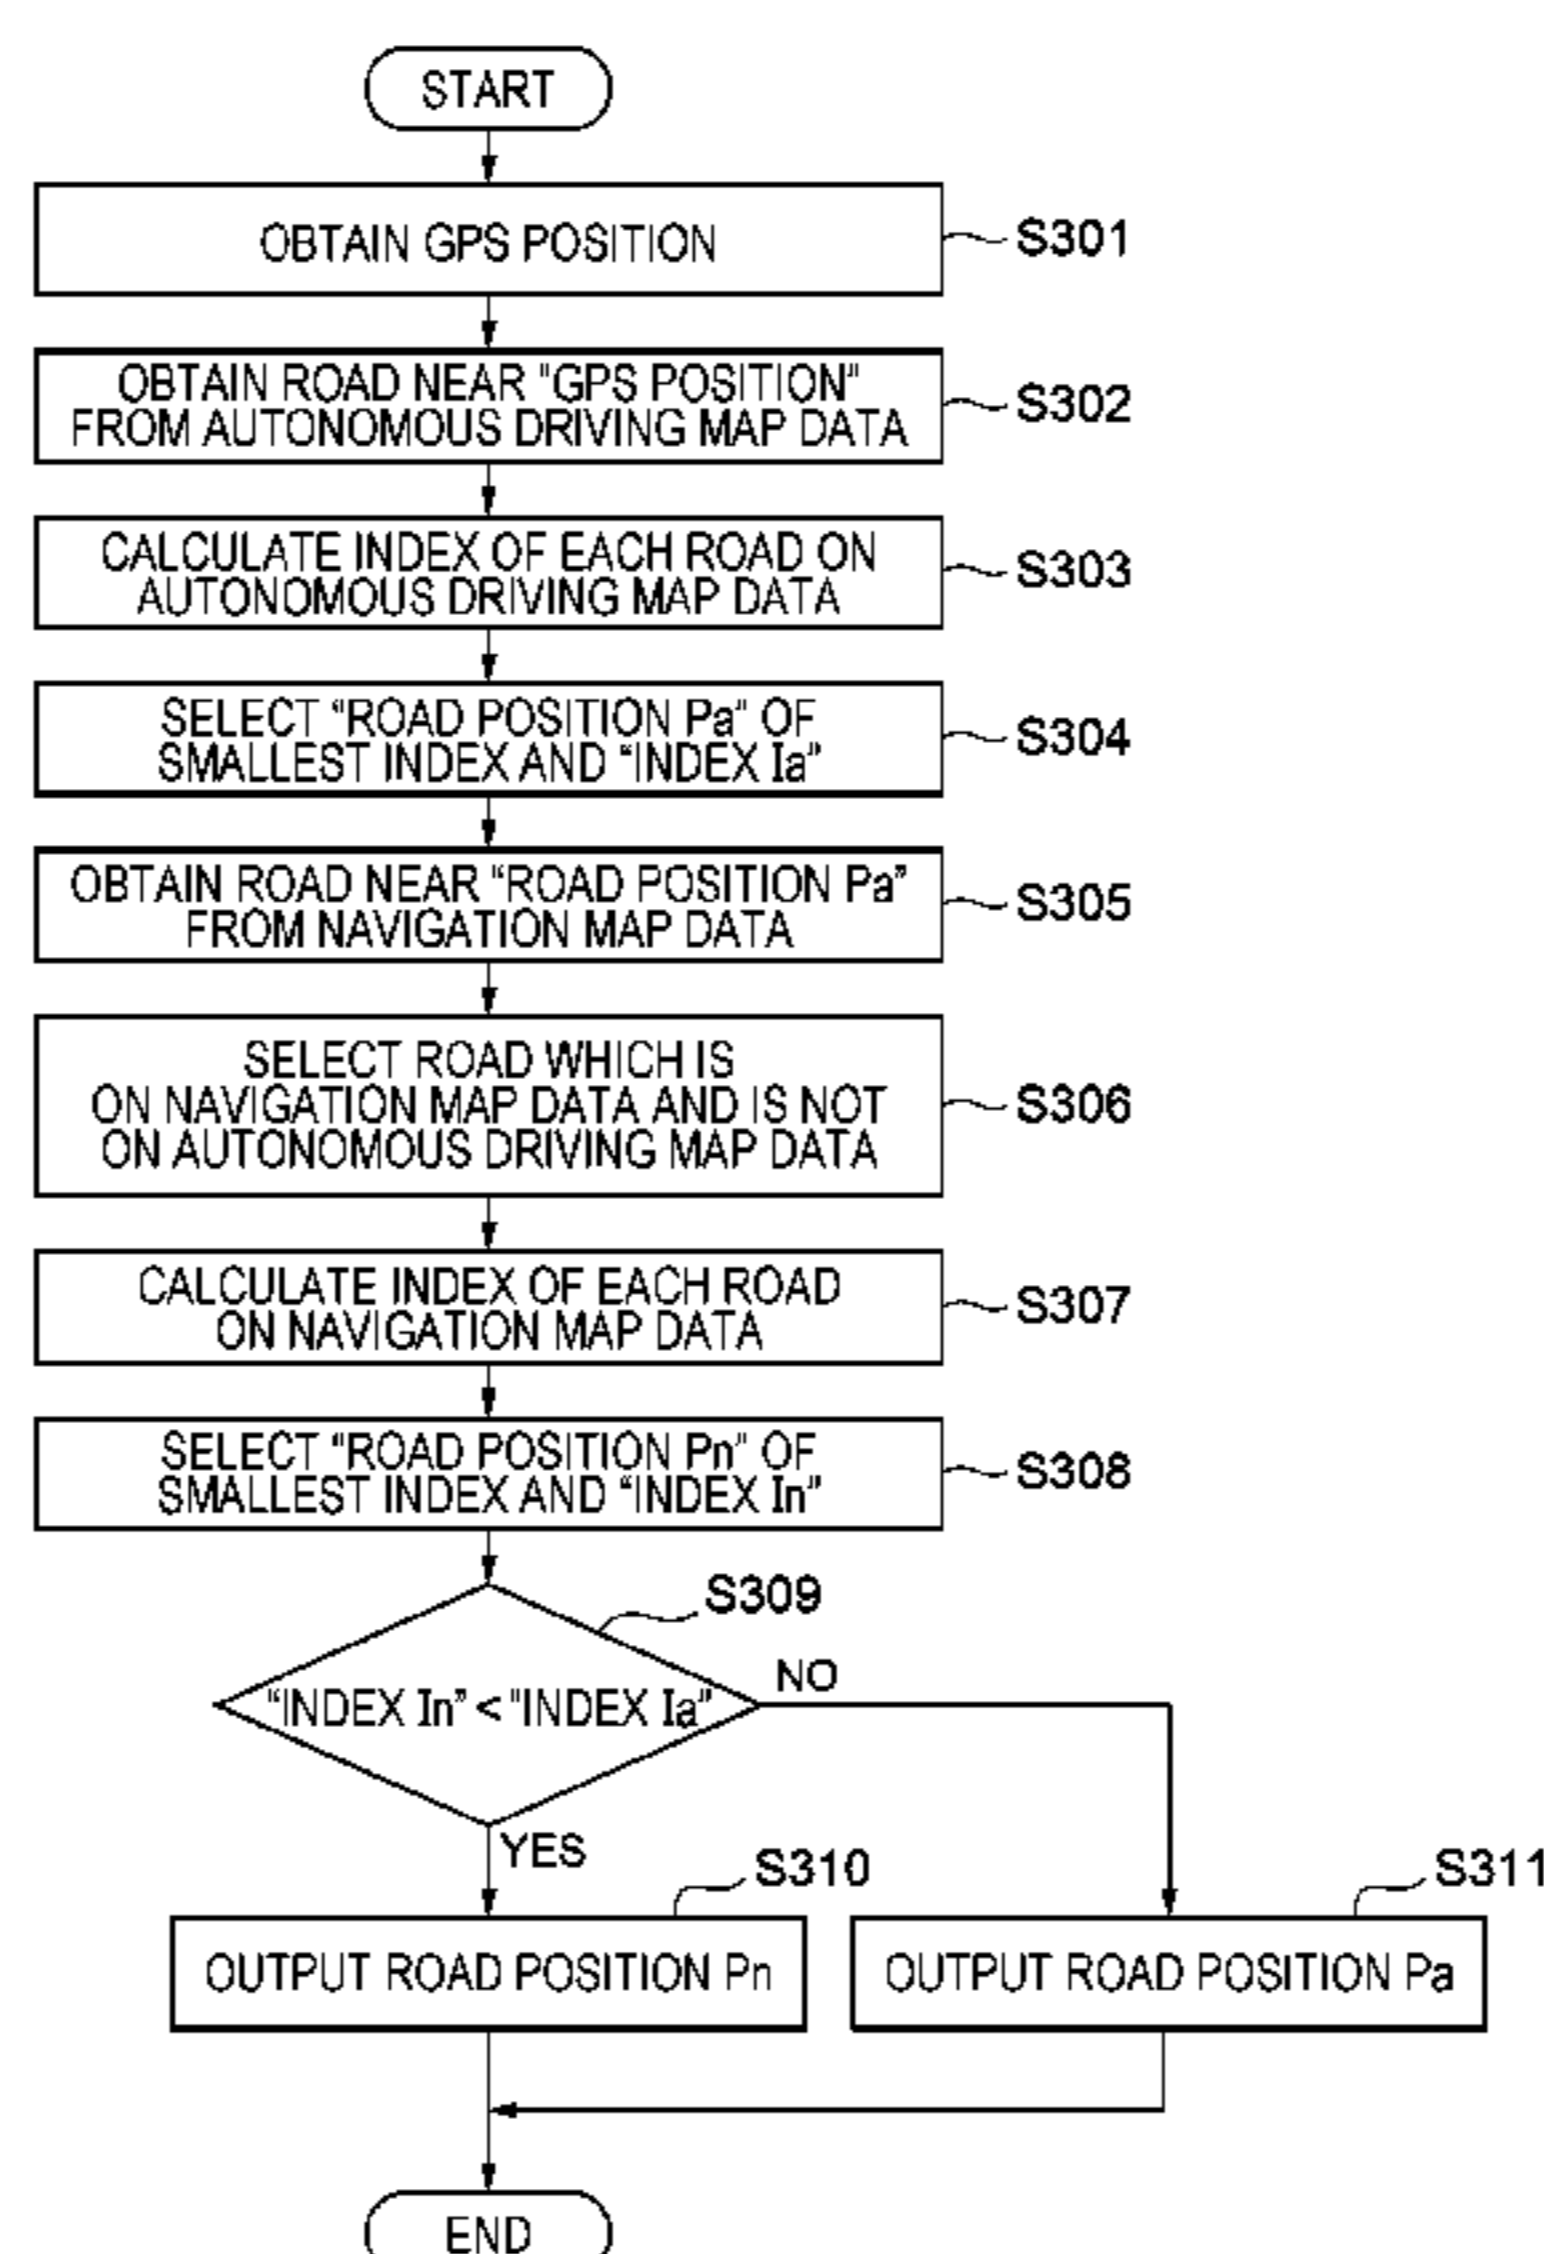 START
OBTAIN GPS POSITION
S301
OBTAIN ROAD NEAR "GPS POSITION"
FROM AUTONOMOUS DRIVING MAP DATA
S302
CALCULATE INDEX OF EACH ROAD ON
AUTONOMOUS DRIVING MAP DATA
S303
SELECT "ROAD POSITION Pa" OF
SMALLEST INDEX AND "INDEX Ia"
S304
OBTAIN ROAD NEAR "ROAD POSITION Pa"
FROM NAVIGATION MAP DATA
S305
SELECT ROAD WHICH IS
ON NAVIGATION MAP DATA AND IS NOT
ON AUTONOMOUS DRIVING MAP DATA
S306
CALCULATE INDEX OF EACH ROAD
ON NAVIGATION MAP DATA
S307
SELECT "ROAD POSITION Pn" OF
SMALLEST INDEX AND "INDEX In"
S308
S309
"INDEX In" < "INDEX Ia"
NO
YES
S310
S311
OUTPUT ROAD POSITION Pn
OUTPUT ROAD POSITION Pa
END